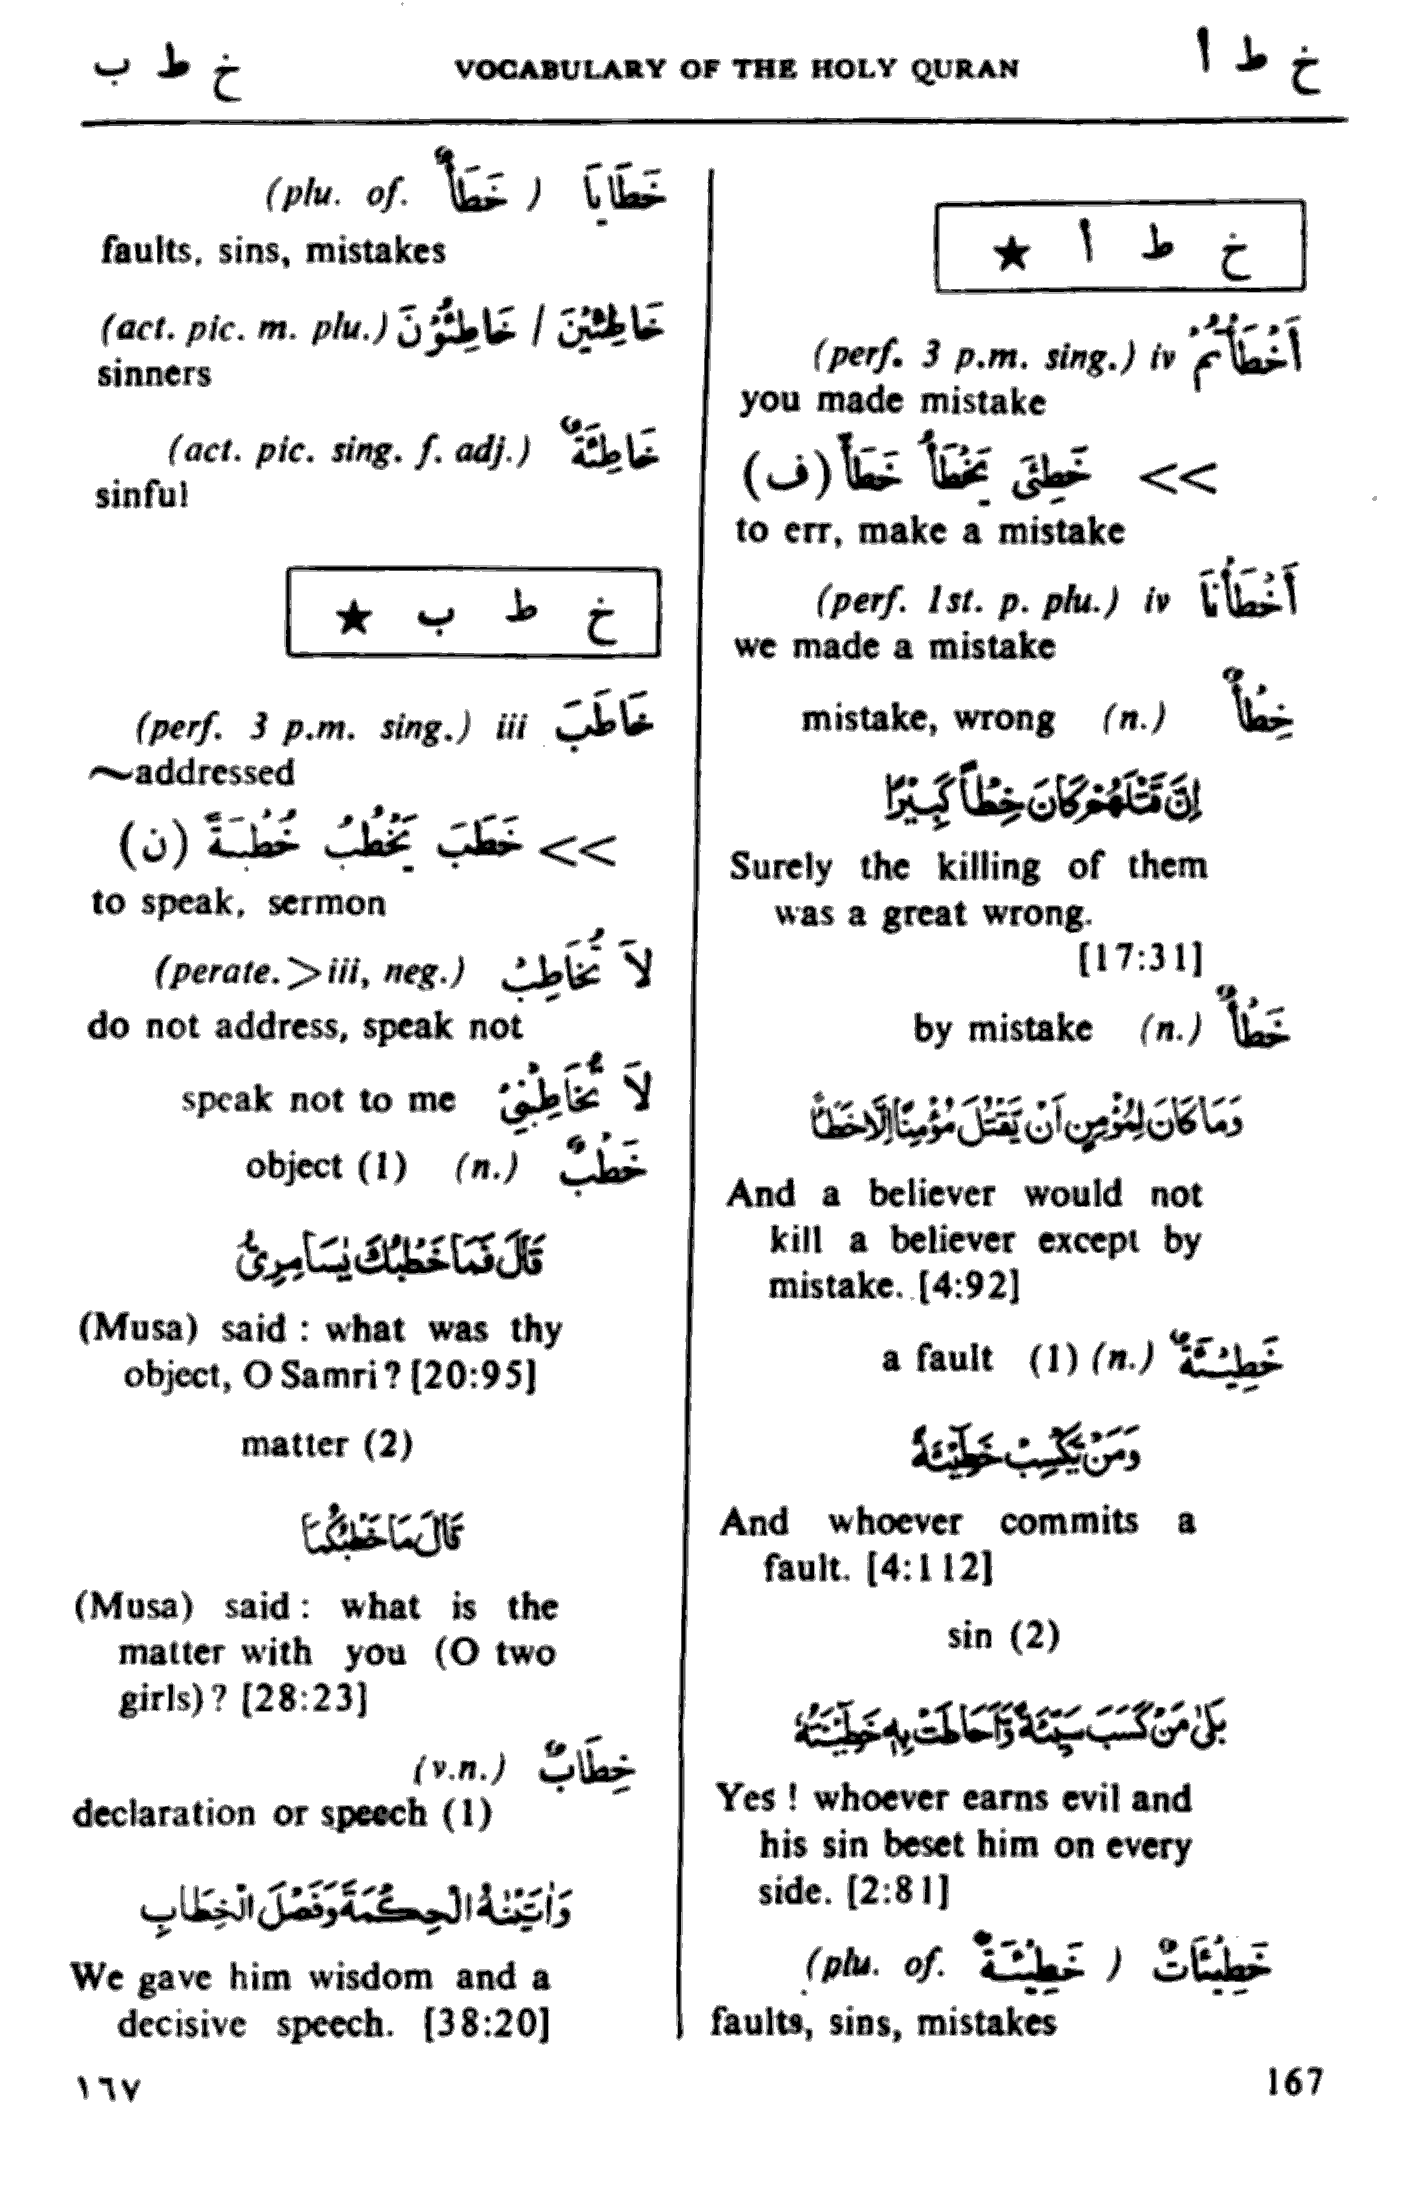 خ ط ب VOCABULARY OF THE HOLY QURAN خ ط أ
خ ط أ ★
أَخْطَأْتُمْ (perf. 3 p.m. sing.) iv
you made mistake
>> خَطِئَ يَخْطَأُ خَطَأً (ف)
to err, make a mistake
أَخْطَأْنَا (perf. 1st. p. plu.) iv
we made a mistake
خِطْأٌ (n.) mistake, wrong
اِنَّ قَتْلَهُمْ كَانَ خِطْاً كَبِيْرًا
Surely the killing of them
was a great wrong.
[17:31]
خَطْأٌ (n.) by mistake
وَمَا كَانَ لِمُؤْمِنٍ اَنْ يَّقْتُلَ مُؤْمِنًا اِلَّا خَطَـًٔا
And a believer would not
kill a believer except by
mistake. [4:92]
خَطِيـْئَةٌ (n.) (1) a fault
وَمَنْ يَّكْسِبْ خَطِيْٓئَةً
And whoever commits a
fault. [4:112]
sin (2)
بَلٰى مَنْ كَسَبَ سَيِّئَةً وَّاَحَاطَتْ بِهٖ خَطِيْٓئَتُهٗ
Yes ! whoever earns evil and
his sin beset him on every
side. [2:81]
خَطِيْئَاتٌ ( خَطِيْئَةٌ (plu. of.
faults, sins, mistakes
خَطَايَا ( خَطَأٌ (plu. of.
faults, sins, mistakes
خَاطِئِيْنَ / خَاطِئُوْنَ (act. pic. m. plu.)
sinners
خَاطِئَةٌ (act. pic. sing. f. adj.)
sinful
خ ط ب ★
خَاطَبَ (perf. 3 p.m. sing.) iii
~addressed
>> خَطَبَ يَخْطُبُ خُطْبَةً (ن)
to speak, sermon
لاَ تُخَاطِبْ (perate.>iii, neg.)
do not address, speak not
لاَ تُخَاطِبْنِيْ speak not to me
خَطْبٌ (n.) object (1)
قَالَ فَمَا خَطْبُكَ يٰسَامِرِىُّ
(Musa) said : what was thy
object, O Samri ? [20:95]
matter (2)
قَالَ مَا خَطْبُكُمَا
(Musa) said : what is the
matter with you (O two
girls) ? [28:23]
خِطَابٌ (v.n.)
declaration or speech (1)
وَاٰتَيْنٰهُ الْحِكْمَةَ وَفَصْلَ الْخِطَابِ
We gave him wisdom and a
decisive speech. [38:20]
١٦٧ 167